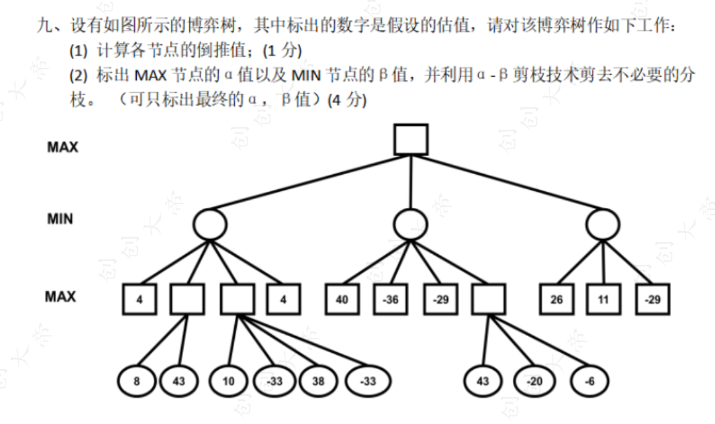 九、设有如图所示的博弈树，其中标出的数字是假设的估值，请对该博弈树作如下工作：
(1) 计算各节点的倒推值；(1 分)
(2) 标出 MAX 节点的α值以及 MIN 节点的β值，并利用α-β剪枝技术剪去不必要的分
枝。 （可只标出最终的α，β值）(4 分)
MAX
MIN
MAX
4 4 40 -36 -29 26 11 -29
8 43 10 -33 38 -33 43 -20 -6
创创大帝